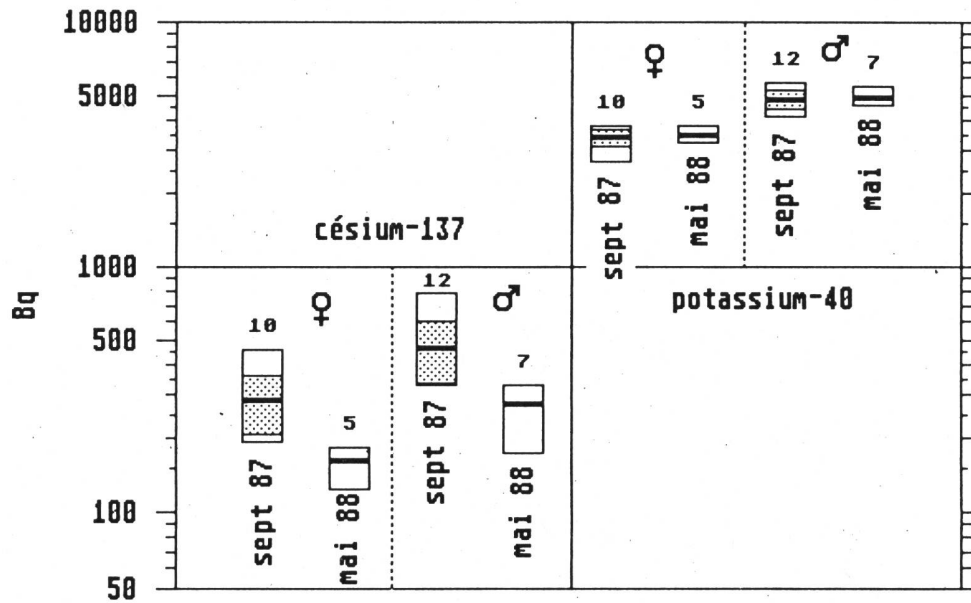 10000
5000
1000
500
100
50
Bq
césium-137
♀
10
sept 87
5
mai 88
♂
12
sept 87
7
mai 88
potassium-40
♀
10
sept 87
5
mai 88
♂
12
sept 87
7
mai 88